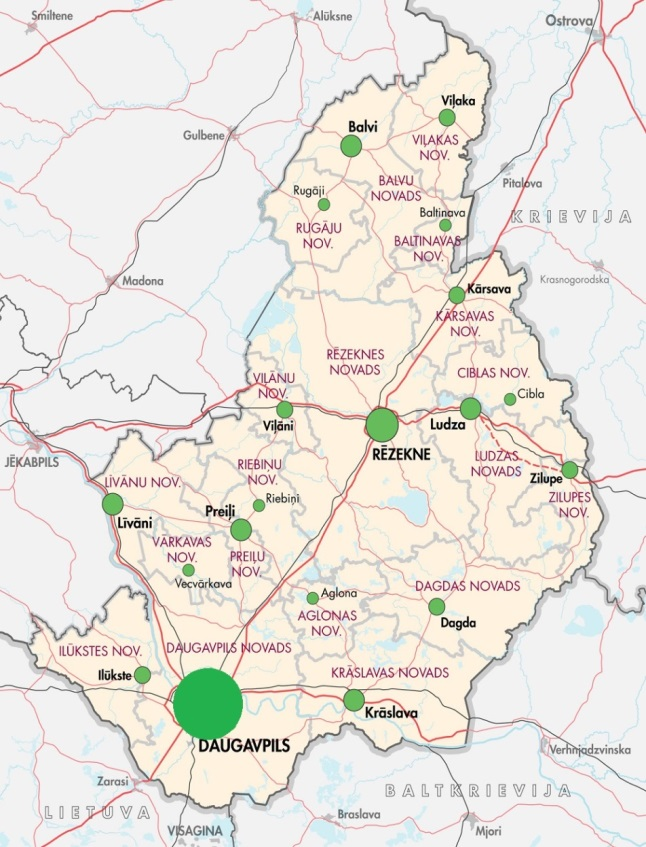 Smiltene
Alūksne
Ostrova
Viļaka
Balvi
Gulbene
VIĻAKAS
NOV.
Pitalova
BALVU
NOVADS
Rugāji
Baltinava
KRIEVIJA
RUGĀJU
NOV.
BALTINAVAS
NOV.
Madona
Krasnogorodska
Kārsava
KĀRSAVAS
NOV.
RĒZEKNES
NOVADS
CIBLAS NOV.
VIĻĀNU
NOV.
Cibla
Viļāni
Ludza
RĒZEKNE
JĒKABPILS
LUDZAS
NOVADS
RIEBIŅU
NOV.
Zilupe
LĪVĀNU NOV.
Riebiņi
ZILUPES
NOV.
Preiļi
Līvāni
VĀRKAVAS
NOV.
PREIĻU
NOV.
Vecvārkava
DAGDAS NOVADS
Aglona
AGLONAS
NOV.
Dagda
ILŪKSTES NOV.
DAUGAVPILS NOVADS
Ilūkste
KRĀSLAVAS NOVADS
Krāslava
DAUGAVPILS
Verhņjadzvinska
Zarasi
BALTKRIEVIJA
LIETUVA
Braslava
VISAGINA
Mjori